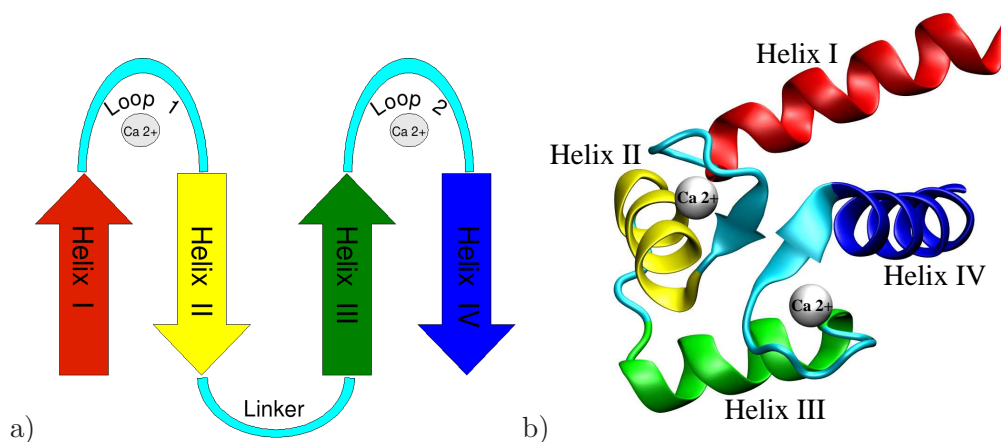 Loop 1
Ca 2+
Loop 2
Ca 2+
Helix I
Helix II
Helix III
Helix IV
Linker
a)
Helix I
Helix II
Ca 2+
Helix IV
Ca 2+
Helix III
b)